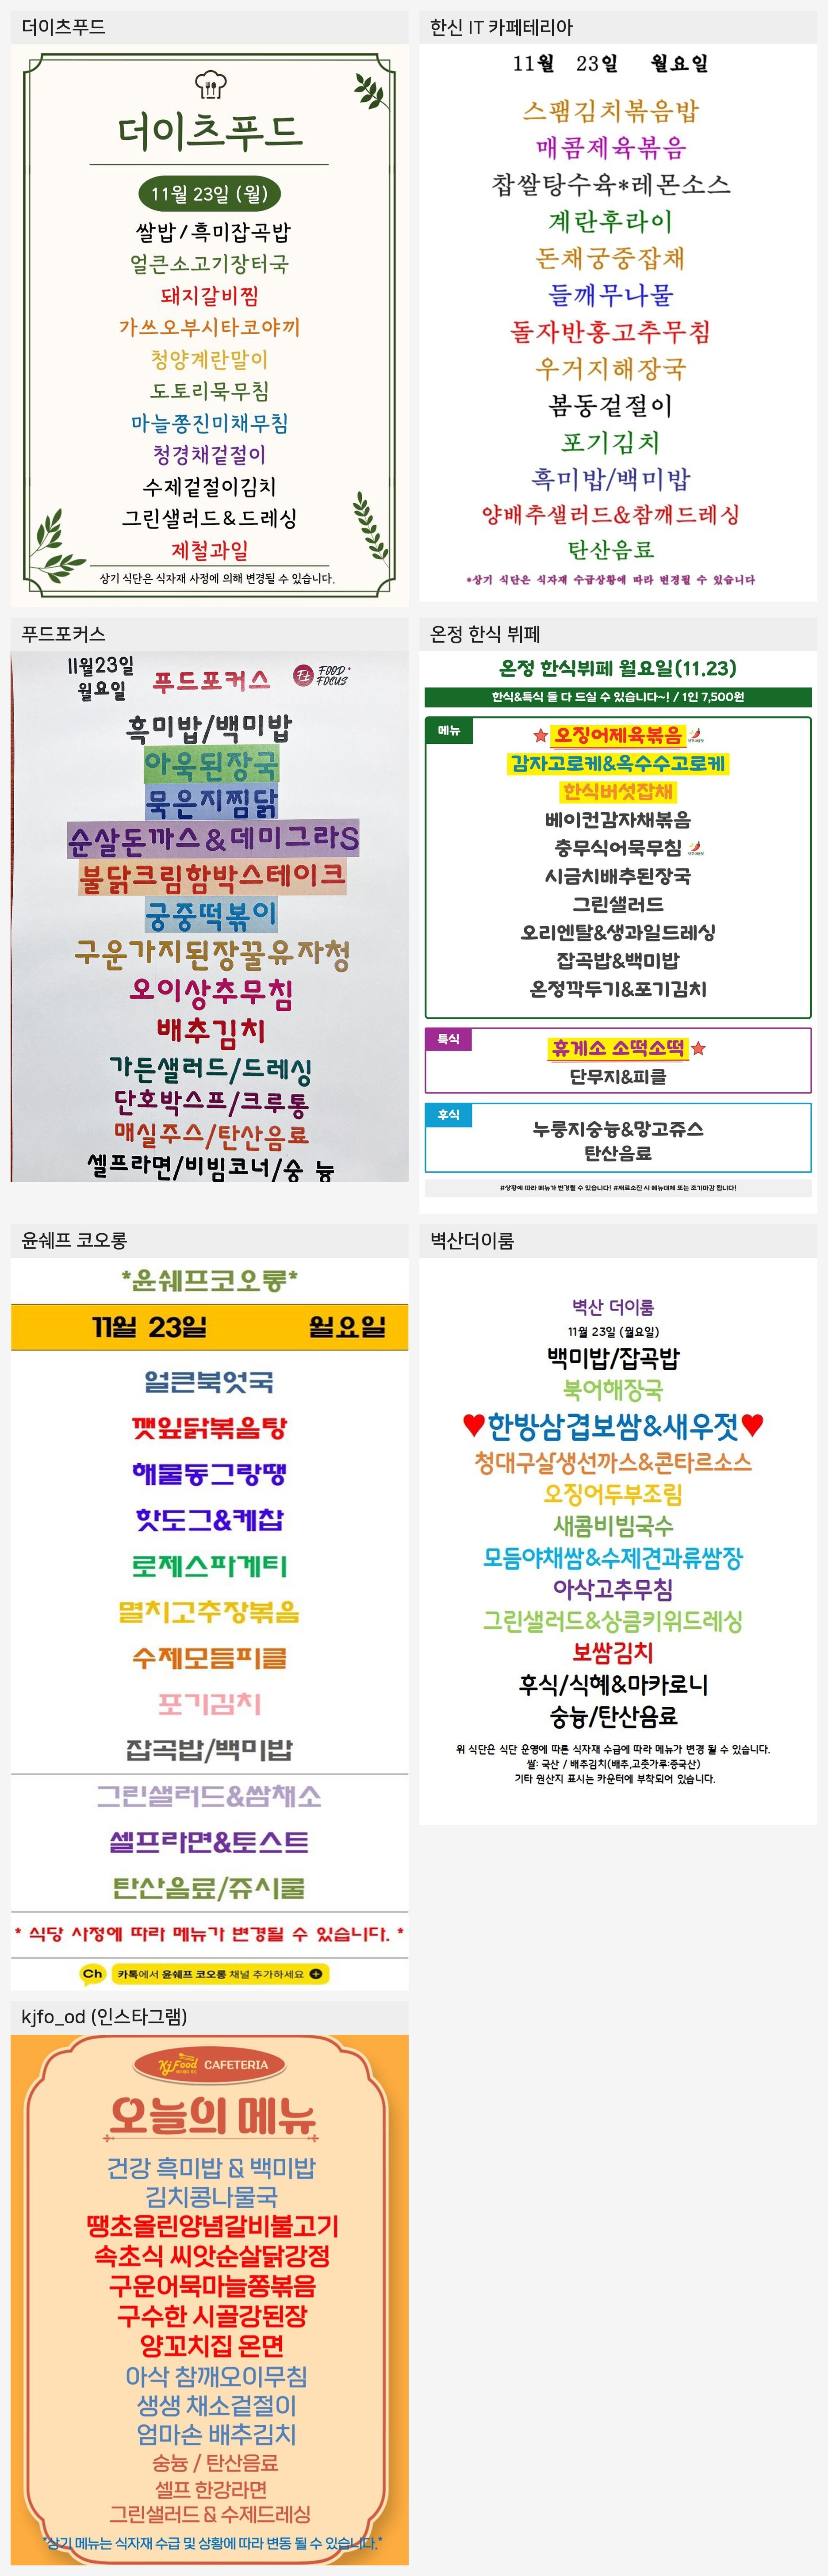 더이츠푸드
더이츠푸드
11월 23일 (월)
쌀밥/흑미잡곡밥
얼큰소고기장터국
돼지갈비찜
가쓰오부시타코야끼
청양계란말이
도토리묵무침
마늘쫑진미채무침
청경채겉절이
수제겉절이김치
그린샐러드&드레싱
제철과일
상기 식단은 식자재 사정에 의해 변경될 수 있습니다.
한신 IT 카페테리아
11월 23일 월요일
스팸김치볶음밥
매콤제육볶음
찹쌀탕수육*레몬소스
계란후라이
돈채궁중잡채
들깨무나물
돌자반홍고추무침
우거지해장국
봄동겉절이
포기김치
흑미밥/백미밥
양배추샐러드&참깨드레싱
탄산음료
*상기 식단은 식자재 수급상황에 따라 변경될 수 있습니다
푸드포커스
11월23일
월요일
푸드포커스
FOOD
FOCUS
흑미밥/백미밥
아욱된장국
묵은지찜닭
순살돈까스&데미그라S
불닭크림함박스테이크
궁중떡볶이
구운가지된장꿀유자청
오이상추무침
배추김치
가든샐러드/드레싱
단호박스프/크루통
매실주스/탄산음료
셀프라면/비빔코너/숭 늉
온정 한식 뷔페
온정 한식뷔페 월요일(11.23)
한식&특식 둘 다 드실 수 있습니다~! / 1인 7,500원
메뉴
오징어제육볶음
감자고로케&옥수수고로케
한식버섯잡채
베이컨감자채볶음
충무식어묵무침
시금치배추된장국
그린샐러드
오리엔탈&생과일드레싱
잡곡밥&백미밥
온정깍두기&포기김치
특식
휴게소 소떡소떡
단무지&피클
후식
누룽지숭늉&망고쥬스
탄산음료
#상황에 따라 메뉴가 변경될 수 있습니다! #재료소진 시 메뉴대체 또는 조기마감 됩니다!
윤쉐프 코오롱
*윤쉐프코오롱*
11월 23일 월요일
얼큰북엇국
깻잎닭볶음탕
해물동그랑땡
핫도그&케찹
로제스파게티
멸치고추장볶음
수제모듬피클
포기김치
잡곡밥/백미밥
그린샐러드&쌈채소
셀프라면&토스트
탄산음료/쥬시쿨
* 식당 사정에 따라 메뉴가 변경될 수 있습니다. *
Ch 카톡에서 윤쉐프 코오롱 채널 추가하세요
벽산더이룸
벽산 더이룸
11월 23일 (월요일)
백미밥/잡곡밥
북어해장국
♥한방삼겹보쌈&새우젓♥
청대구살생선까스&콘타르소스
오징어두부조림
새콤비빔국수
모듬야채쌈&수제견과류쌈장
아삭고추무침
그린샐러드&상큼키위드레싱
보쌈김치
후식/식혜&마카로니
숭늉/탄산음료
위 식단은 식단 운영에 따른 식자재 수급에 따라 메뉴가 변경 될 수 있습니다.
쌀: 국산 / 배추김치(배추,고춧가루:중국산)
기타 원산지 표시는 카운터에 부착되어 있습니다.
kjfo_od (인스타그램)
KJ Food CAFETERIA
오늘의 메뉴
건강 흑미밥 & 백미밥
김치콩나물국
땡초올린양념갈비불고기
속초식 씨앗순살닭강정
구운어묵마늘쫑볶음
구수한 시골강된장
양꼬치집 온면
아삭 참깨오이무침
생생 채소겉절이
엄마손 배추김치
숭늉 / 탄산음료
셀프 한강라면
그린샐러드 & 수제드레싱
*상기 메뉴는 식자재 수급 및 상황에 따라 변동 될 수 있습니다.*